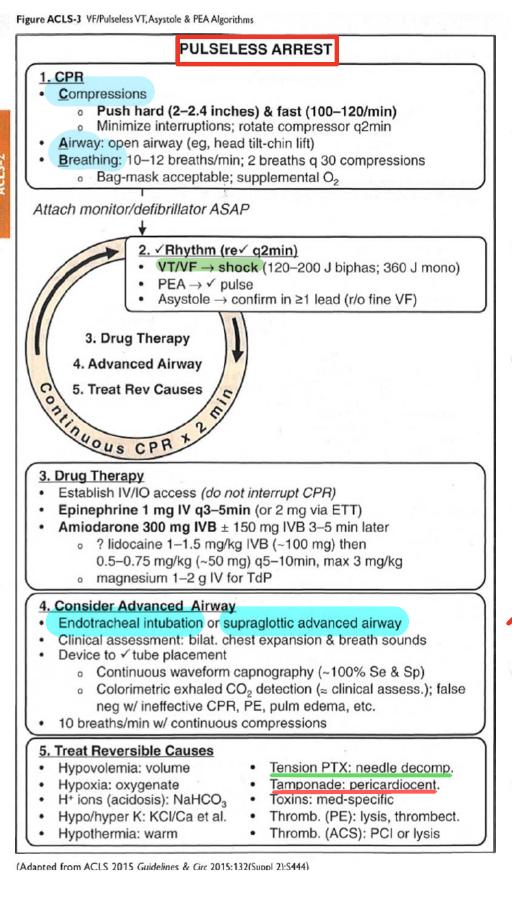 Figure ACLS-3 VF/Pulseless VT, Asystole & PEA Algorithms
PULSELESS ARREST
1. CPR
• Compressions
o Push hard (2–2.4 inches) & fast (100–120/min)
o Minimize interruptions; rotate compressor q2min
• Airway: open airway (eg, head tilt-chin lift)
• Breathing: 10–12 breaths/min; 2 breaths q 30 compressions
o Bag-mask acceptable; supplemental O₂
ACLS-2
Attach monitor/defibrillator ASAP
2. ✓Rhythm (re✓ q2min)
• VT/VF → shock (120–200 J biphas; 360 J mono)
• PEA → ✓ pulse
• Asystole → confirm in ≥1 lead (r/o fine VF)
3. Drug Therapy
4. Advanced Airway
5. Treat Rev Causes
Continuous CPR x 2 min
3. Drug Therapy
• Establish IV/IO access (do not interrupt CPR)
• Epinephrine 1 mg IV q3–5min (or 2 mg via ETT)
• Amiodarone 300 mg IVB ± 150 mg IVB 3–5 min later
o ? lidocaine 1–1.5 mg/kg IVB (~100 mg) then
0.5–0.75 mg/kg (~50 mg) q5–10min, max 3 mg/kg
o magnesium 1–2 g IV for TdP
4. Consider Advanced Airway
• Endotracheal intubation or supraglottic advanced airway
• Clinical assessment: bilat. chest expansion & breath sounds
• Device to ✓ tube placement
o Continuous waveform capnography (~100% Se & Sp)
o Colorimetric exhaled CO₂ detection (≈ clinical assess.); false
neg w/ ineffective CPR, PE, pulm edema, etc.
• 10 breaths/min w/ continuous compressions
5. Treat Reversible Causes
• Hypovolemia: volume
• Hypoxia: oxygenate
• H⁺ ions (acidosis): NaHCO₃
• Hypo/hyper K: KCl/Ca et al.
• Hypothermia: warm
• Tension PTX: needle decomp.
• Tamponade: pericardiocent.
• Toxins: med-specific
• Thromb. (PE): lysis, thrombect.
• Thromb. (ACS): PCI or lysis
(Adapted from ACLS 2015 Guidelines & Circ 2015;132(Suppl 2):S444)